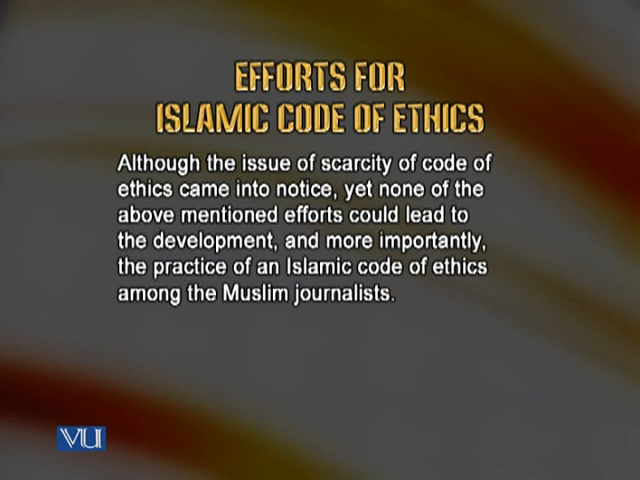 EFFORTS FOR
ISLAMIC CODE OF ETHICS
Although the issue of scarcity of code of
ethics came into notice, yet none of the
above mentioned efforts could lead to
the development, and more importantly,
the practice of an Islamic code of ethics
among the Muslim journalists.
VU